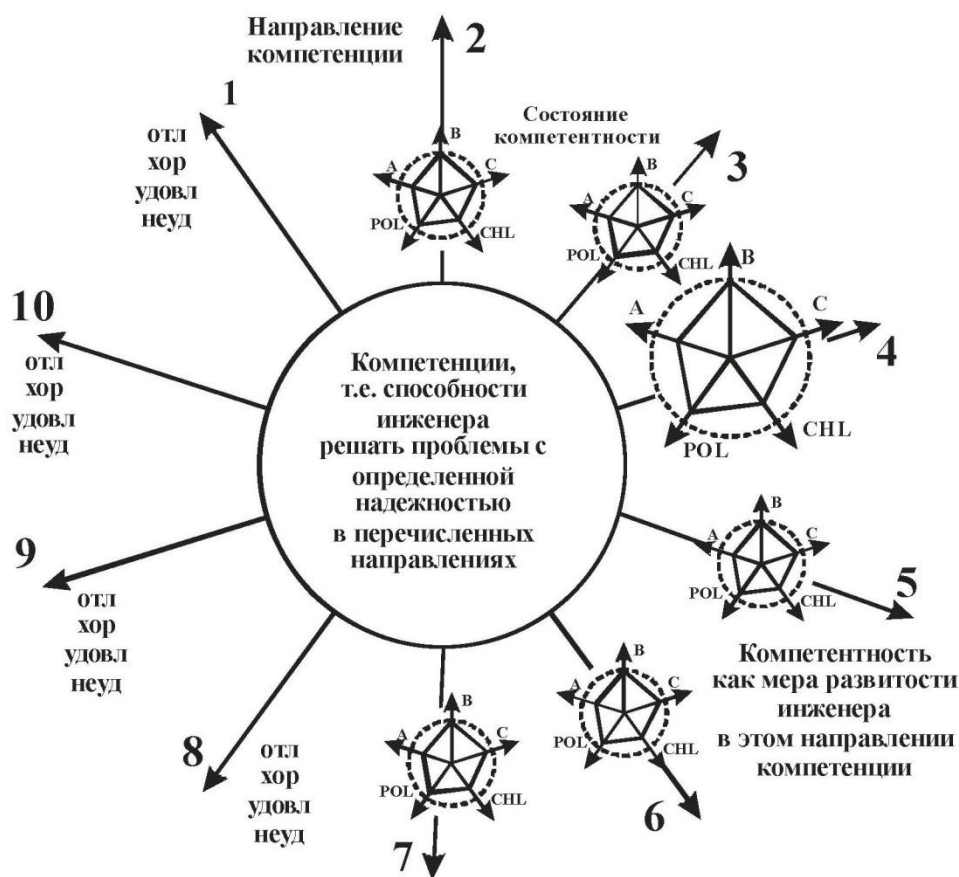 Направление
компетенции
2
1
отл
хор
удовл
неуд
B
A
C
POL
CHL
Состояние
компетентности
3
B
A
C
POL
CHL
B
A
C
4
POL
CHL
10
отл
хор
удовл
неуд
Компетенции,
т.е. способности
инженера
решать проблемы с
определенной
надежностью
в перечисленных
направлениях
9
отл
хор
удовл
неуд
B
A
C
POL
CHL
5
Компетентность
как мера развитости
инженера
в этом направлении
компетенции
B
A
C
POL
CHL
6
B
A
C
POL
CHL
7
8
отл
хор
удовл
неуд